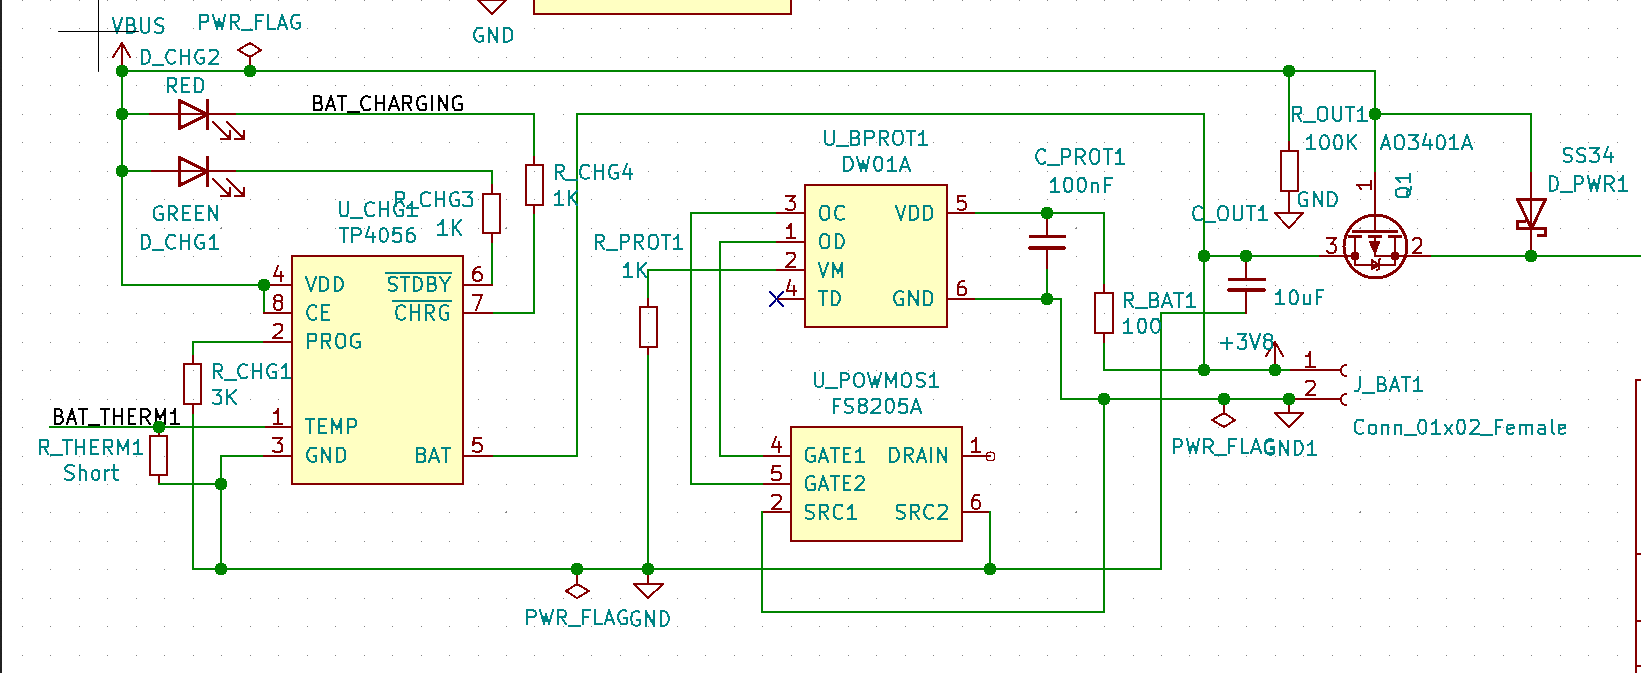 VBUS
PWR_FLAG
GND
D_CHG2
RED
BAT_CHARGING
GREEN
D_CHG1
R_CHG3
1K
R_CHG4
1K
U_CHG1
TP4056
4
VDD
8
CE
2
PROG
1
TEMP
3
GND
STDBY
6
CHRG
7
BAT
5
R_CHG1
3K
BAT_THERM1
R_THERM1
Short
R_PROT1
1K
U_BPROT1
DW01A
3
OC
1
OD
2
VM
4
TD
VDD
5
GND
6
C_PROT1
100nF
R_BAT1
100
U_POWMOS1
FS8205A
4
GATE1
5
GATE2
2
SRC1
DRAIN
1
SRC2
6
PWR_FLAG
GND
R_OUT1
100K
GND
AO3401A
Q1
1
3
2
C_OUT1
10uF
SS34
D_PWR1
+3V8
1
2
J_BAT1
Conn_01x02_Female
PWR_FLAG
GND1